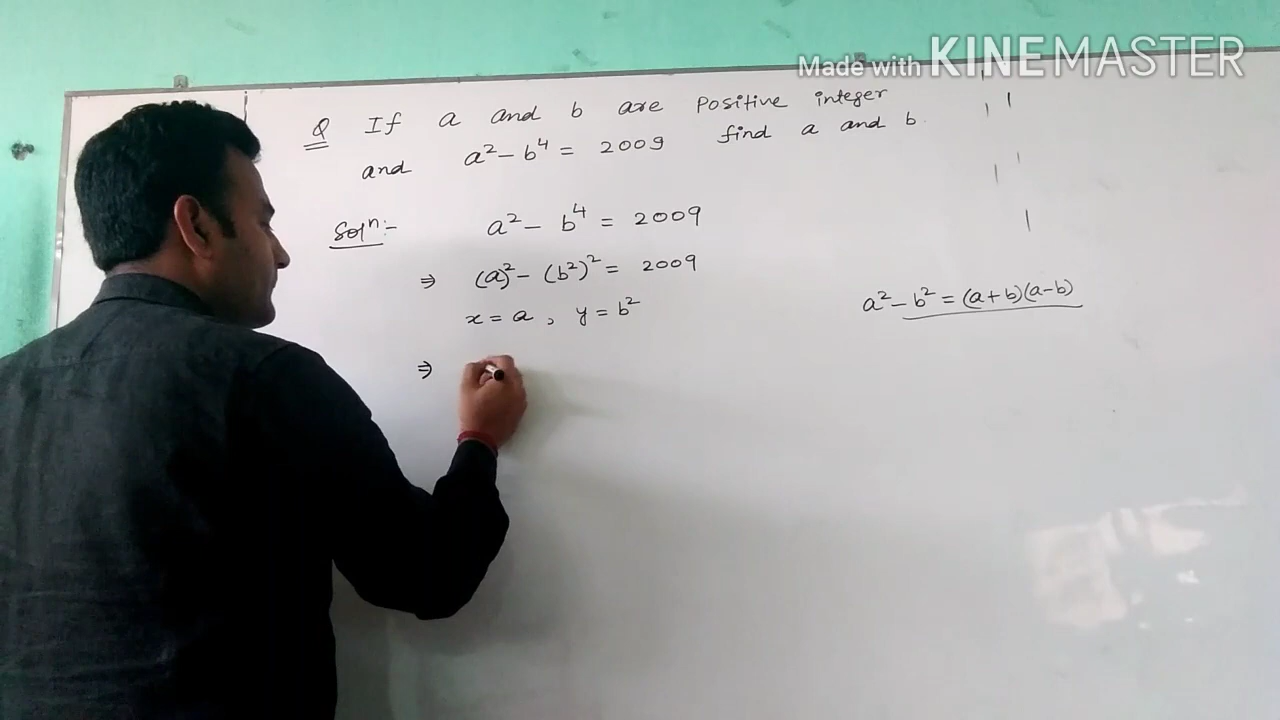 Made with KINEMASTER
Q If a and b are positive integer
and a² - b⁴ = 2009 find a and b.
Solⁿ:- a² - b⁴ = 2009
⇒ (a)² - (b²)² = 2009
x = a , y = b²
a² - b² = (a+b)(a-b)
⇒